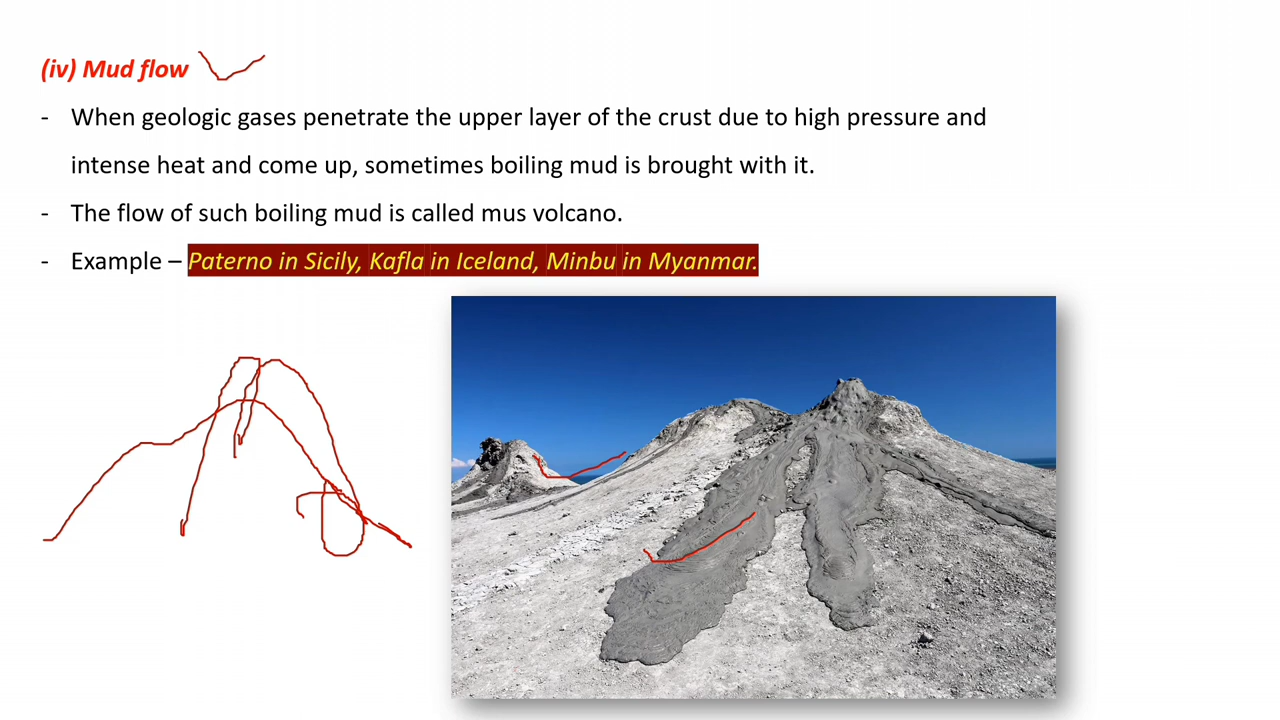 (iv) Mud flow
- When geologic gases penetrate the upper layer of the crust due to high pressure and
intense heat and come up, sometimes boiling mud is brought with it.
- The flow of such boiling mud is called mus volcano.
- Example – Paterno in Sicily, Kafla in Iceland, Minbu in Myanmar.